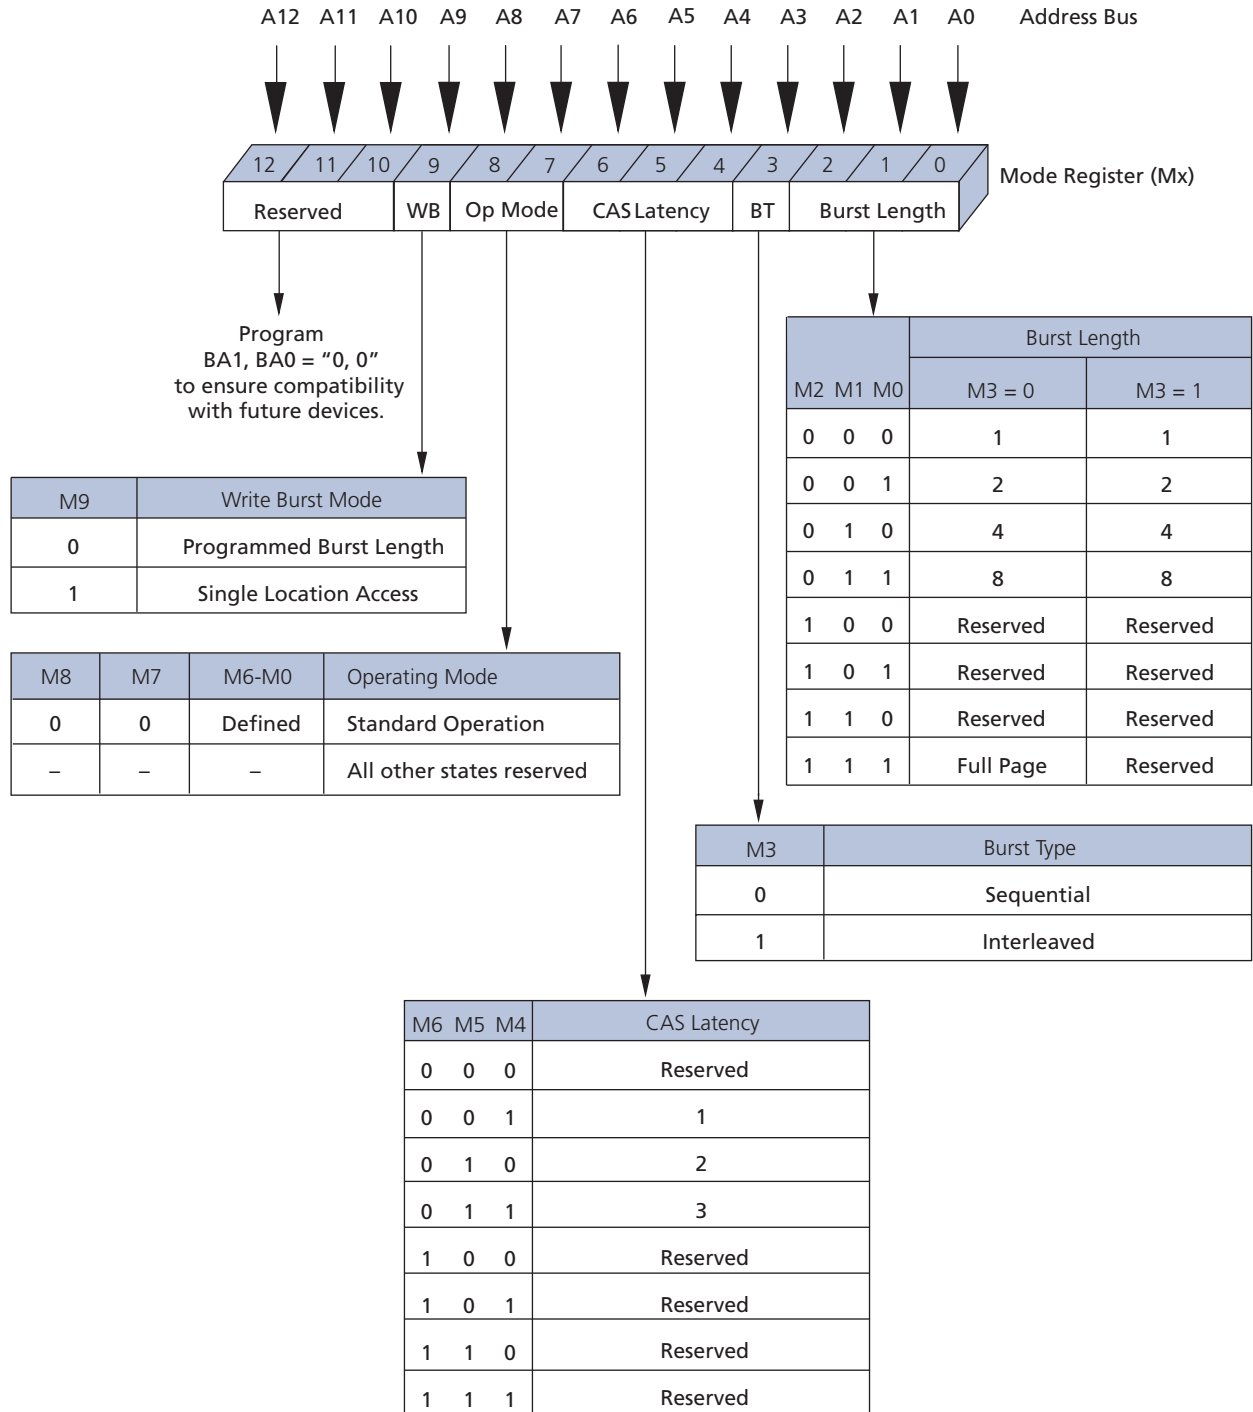 A12 A11 A10 A9 A8 A7 A6 A5 A4 A3 A2 A1 A0 Address Bus
12 11 10 9 8 7 6 5 4 3 2 1 0
Mode Register (Mx)
Reserved WB Op Mode CAS Latency BT Burst Length
Program
BA1, BA0 = “0, 0”
to ensure compatibility
with future devices.
Burst Length
M2 M1 M0 M3 = 0 M3 = 1
0 0 0 1 1
0 0 1 2 2
0 1 0 4 4
0 1 1 8 8
1 0 0 Reserved Reserved
1 0 1 Reserved Reserved
1 1 0 Reserved Reserved
1 1 1 Full Page Reserved
M9 Write Burst Mode
0 Programmed Burst Length
1 Single Location Access
M8 M7 M6-M0 Operating Mode
0 0 Defined Standard Operation
– – – All other states reserved
M3 Burst Type
0 Sequential
1 Interleaved
M6 M5 M4 CAS Latency
0 0 0 Reserved
0 0 1 1
0 1 0 2
0 1 1 3
1 0 0 Reserved
1 0 1 Reserved
1 1 0 Reserved
1 1 1 Reserved